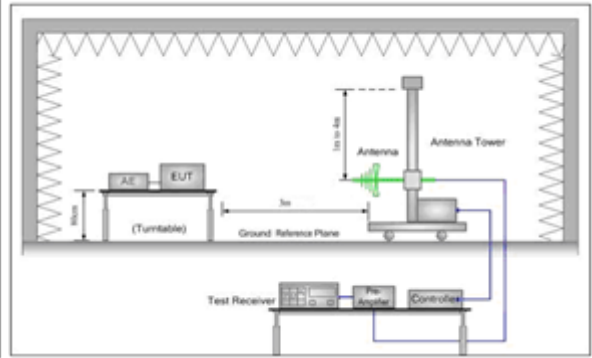 1m to 4m
Antenna Tower
Antenna
AE
EUT
3m
80cm
(Turntable)
Ground Reference Plane
Test Receiver
Pre-
Amplifier
Controller